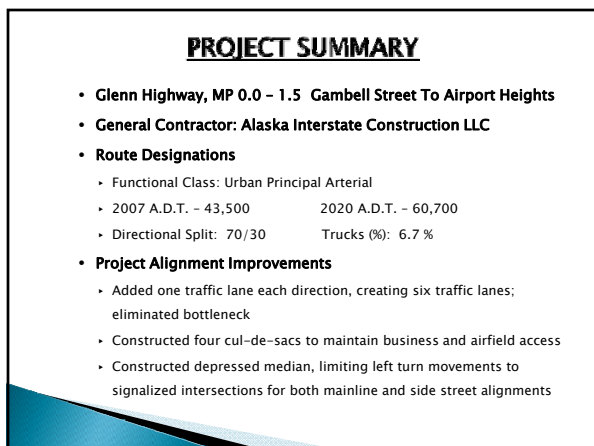 PROJECT SUMMARY
• Glenn Highway, MP 0.0 – 1.5 Gambell Street To Airport Heights
• General Contractor: Alaska Interstate Construction LLC
• Route Designations
▸ Functional Class: Urban Principal Arterial
▸ 2007 A.D.T. – 43,500 2020 A.D.T. – 60,700
▸ Directional Split: 70/30 Trucks (%): 6.7 %
• Project Alignment Improvements
▸ Added one traffic lane each direction, creating six traffic lanes;
eliminated bottleneck
▸ Constructed four cul-de-sacs to maintain business and airfield access
▸ Constructed depressed median, limiting left turn movements to
signalized intersections for both mainline and side street alignments